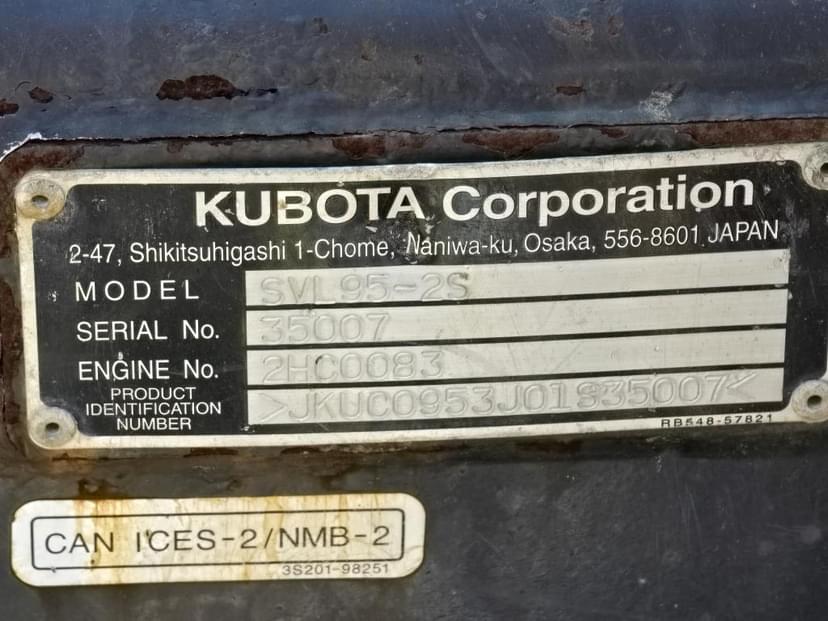 KUBOTA Corporation
2-47, Shikitsuhigashi 1-Chome, Naniwa-ku, Osaka, 556-8601 JAPAN
MODEL SVL95-2S
SERIAL No. 35007
ENGINE No. 2HC0083
PRODUCT IDENTIFICATION NUMBER >JKUC0953J01S35007<
RB548-57821
CAN ICES-2/NMB-2
3S201-98251